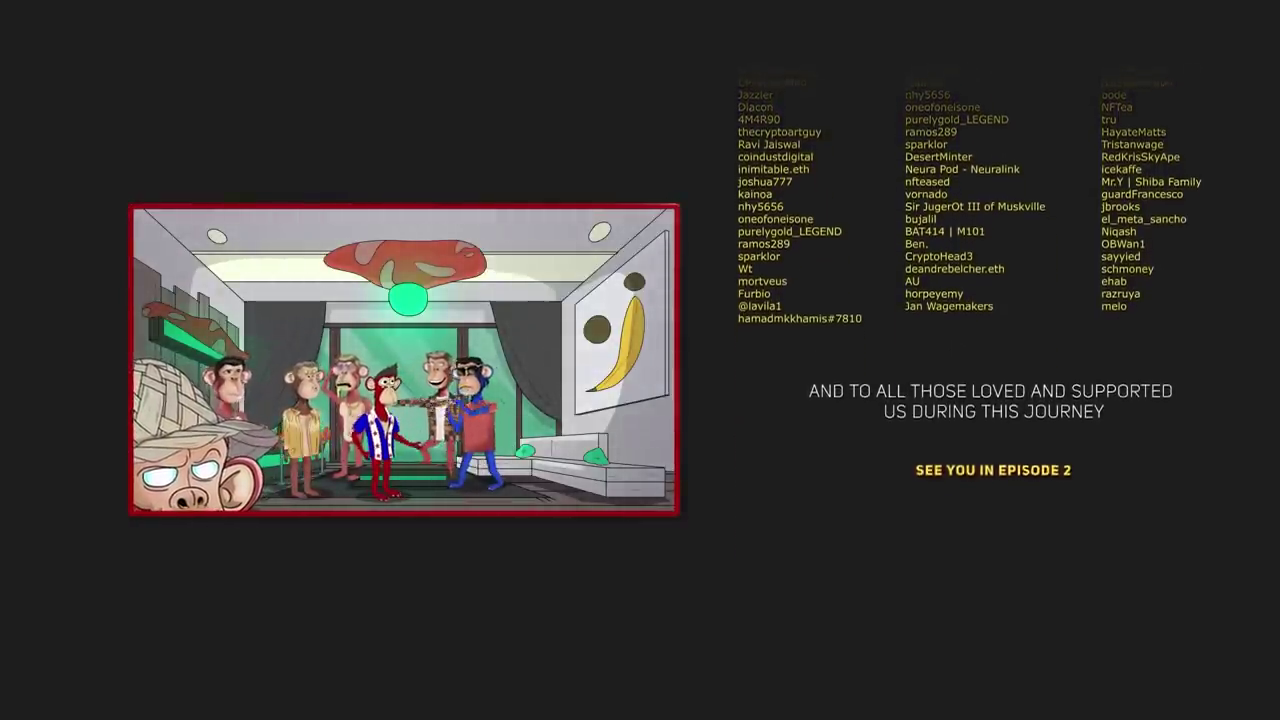 Jazzler
Diacon
4M4R90
thecryptoartguy
Ravi Jaiswal
coindustdigital
inimitable.eth
joshua777
kainoa
nhy5656
oneofoneisone
purelygold_LEGEND
ramos289
sparklor
Wt
mortveus
Furbio
@lavila1
hamadmkkhamis#7810
nhy5656
oneofoneisone
purelygold_LEGEND
ramos289
sparklor
DesertMinter
Neura Pod - Neuralink
nfteased
vornado
Sir JugerOt III of Muskville
bujalil
BAT414 | M101
Ben.
CryptoHead3
deandrebelcher.eth
AU
horpeyemy
Jan Wagemakers
oode
NFTea
tru
HayateMatts
Tristanwage
RedKrisSkyApe
icekaffe
Mr.Y | Shiba Family
guardFrancesco
jbrooks
el_meta_sancho
Niqash
OBWan1
sayyied
schmoney
ehab
razruya
melo
AND TO ALL THOSE LOVED AND SUPPORTED
US DURING THIS JOURNEY
SEE YOU IN EPISODE 2